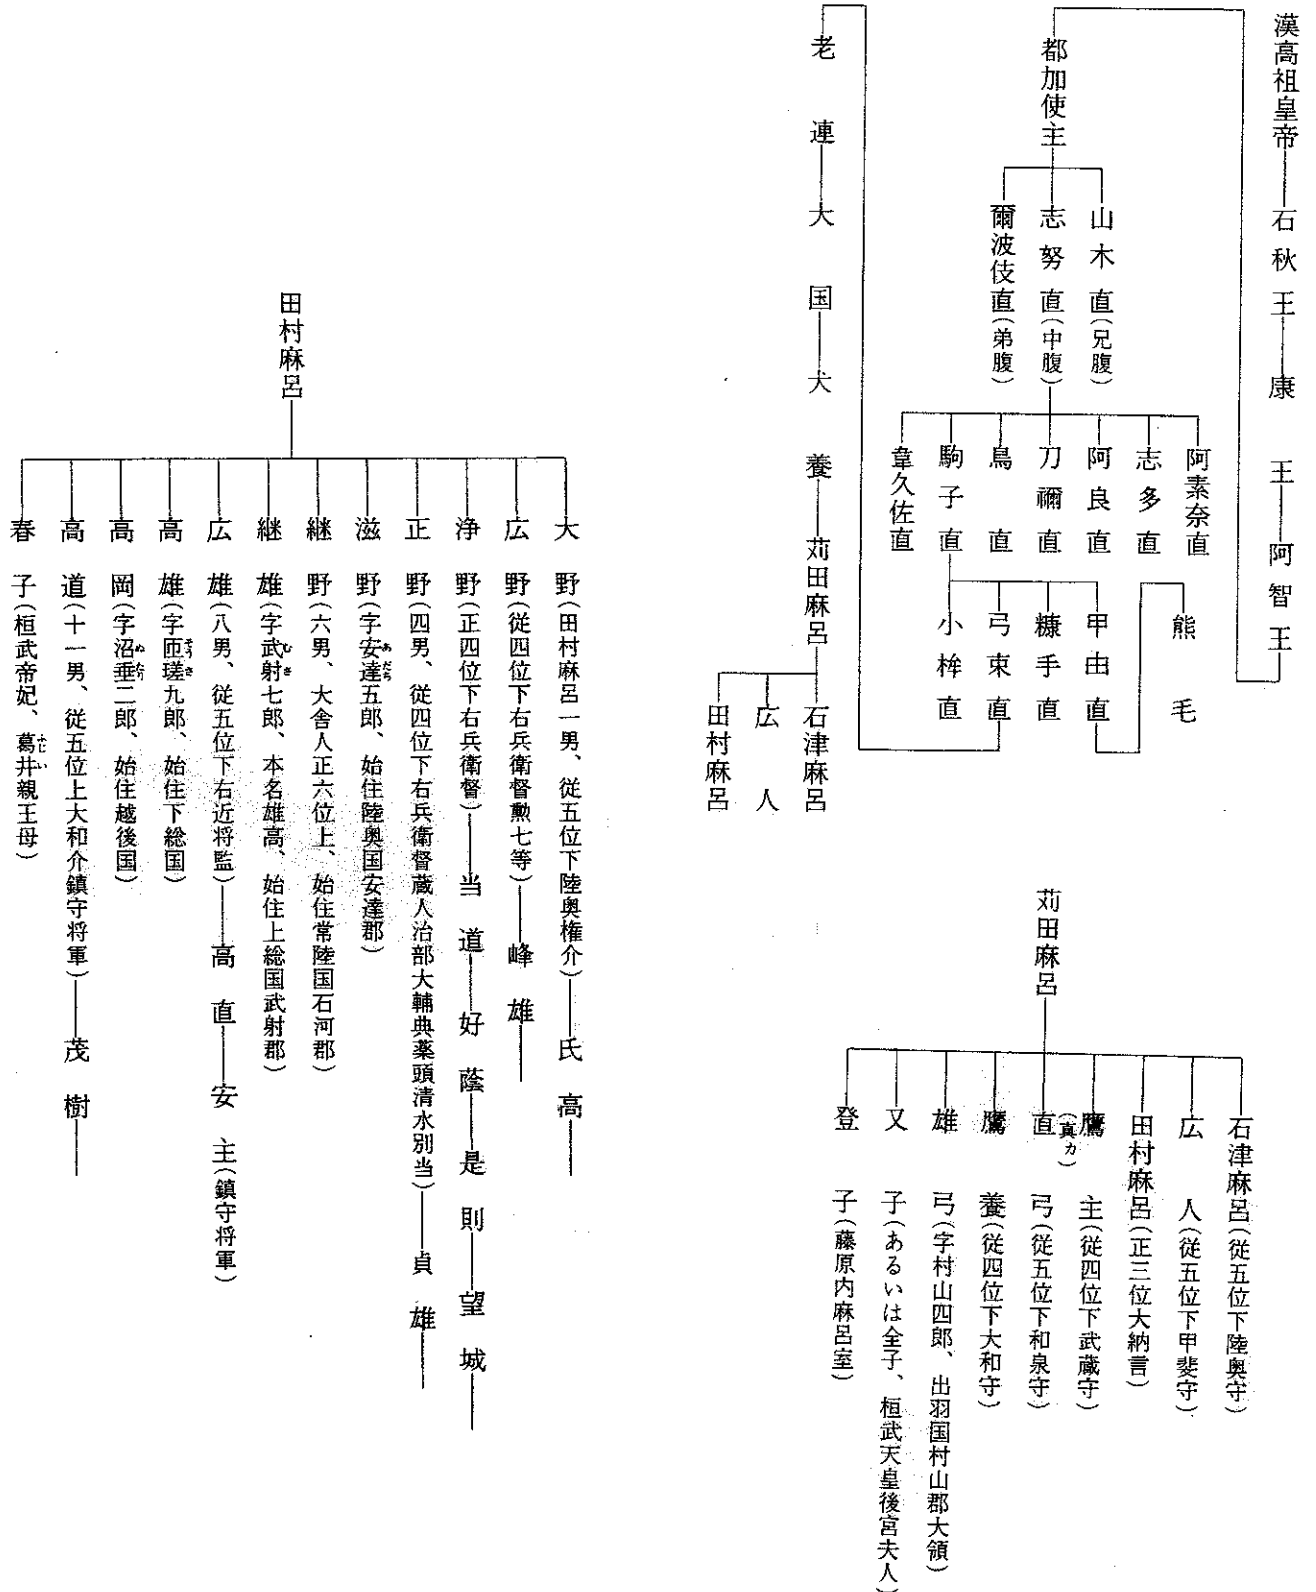 漢高祖皇帝―石秋王―康王―阿智王
都加使主
山木直(兄腹)
志努直(中腹)
爾波伎直(弟腹)
阿素奈直
志多直
阿良直
刀禰直
鳥直
駒子直
韋久佐直
熊毛
甲由直
糠手直
弓束直
小桙直
老連―大国―犬養―苅田麻呂
石津麻呂
広人
田村麻呂
苅田麻呂
石津麻呂(従五位下陸奥守)
広人(従五位下甲斐守)
田村麻呂(正三位大納言)
鷹主(従四位下武蔵守)
直(真カ)弓(従五位下和泉守)
鷹養(従四位下大和守)
雄弓(字村山四郎、出羽国村山郡大領)
又子(あるいは全子、桓武天皇後宮夫人)
登子(藤原内麻呂室)
田村麻呂
大野(田村麻呂一男、従五位下陸奥権介)―氏高―
広野(従四位下右兵衛督勲七等)―峰雄―
浄野(正四位下右兵衛督)―当道―好蔭―是則―望城―
正野(四男、従四位下右兵衛督蔵人治部大輔典薬頭清水別当)―貞雄―
滋野(字安達五郎、始住陸奥国安達郡)
継野(六男、大舎人正六位上、始住常陸国石河郡)
継雄(字武射七郎、本名雄高、始住上総国武射郡)
広雄(八男、従五位下右近将監)―高直―安主(鎮守将軍)
高雄(字匝瑳九郎、始住下総国)
高岡(字沼垂二郎、始住越後国)
高道(十一男、従五位上大和介鎮守将軍)―茂樹―
春子(桓武帝妃、葛井親王母)